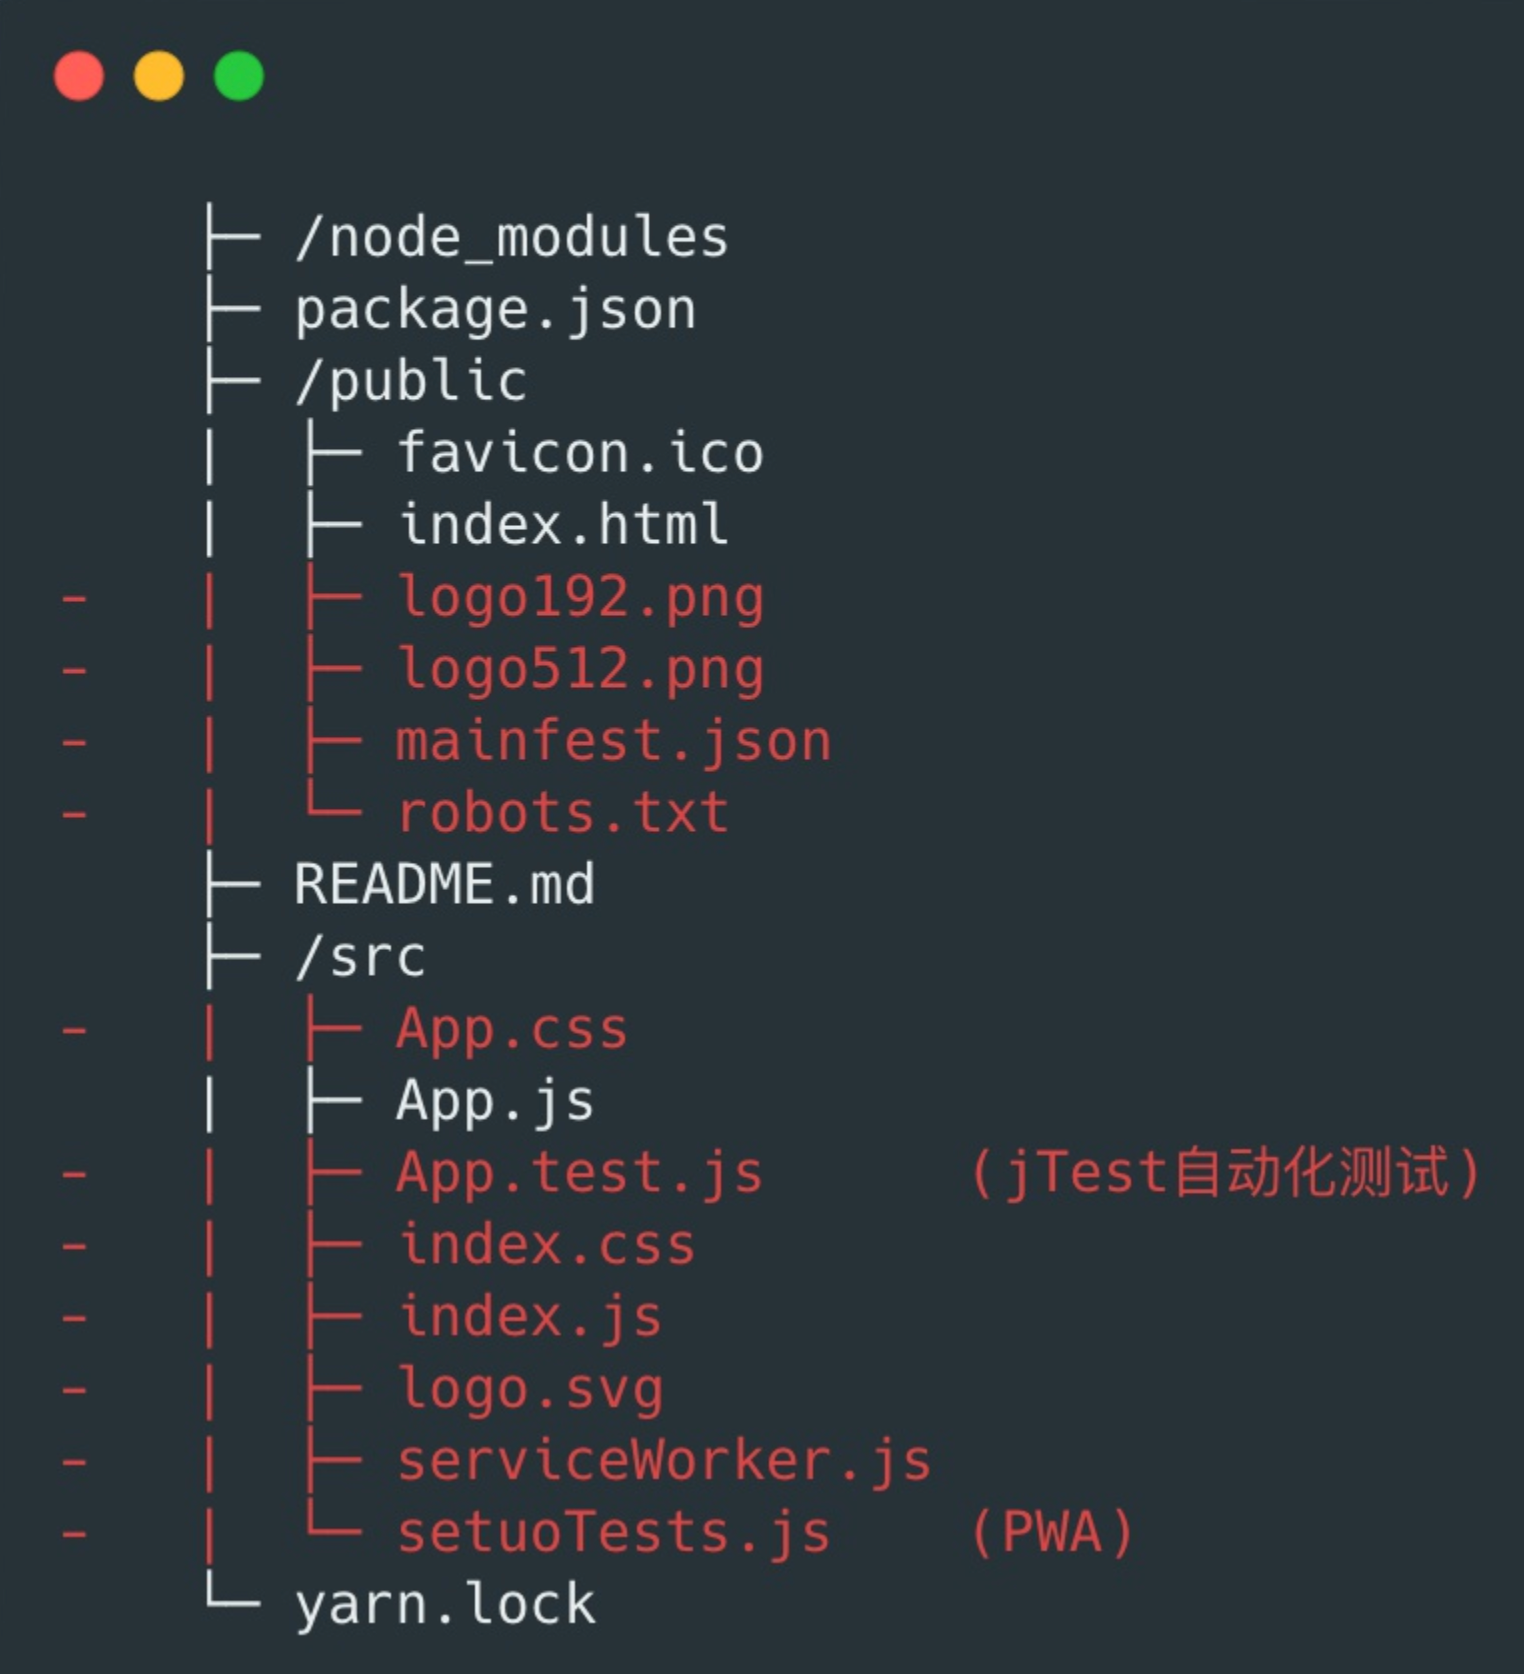 ├─ /node_modules
├─ package.json
├─ /public
|  ├─ favicon.ico
|  ├─ index.html
-   |  ├─ logo192.png
-   |  ├─ logo512.png
-   |  ├─ mainfest.json
-   |  └─ robots.txt
├─ README.md
├─ /src
-   |  ├─ App.css
|  ├─ App.js
-   |  ├─ App.test.js      (jTest自动化测试)
-   |  ├─ index.css
-   |  ├─ index.js
-   |  ├─ logo.svg
-   |  ├─ serviceWorker.js
-   |  └─ setuoTests.js    (PWA)
└─ yarn.lock